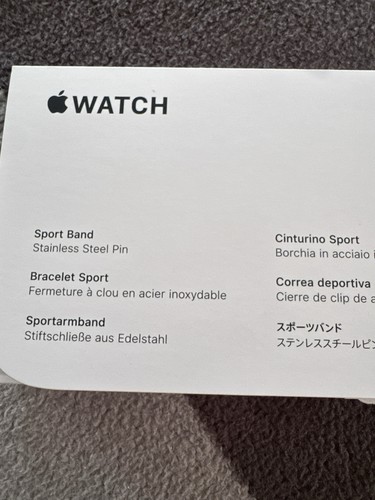 WATCH
Sport Band
Stainless Steel Pin
Bracelet Sport
Fermeture à clou en acier inoxydable
Sportarmband
Stiftschließe aus Edelstahl
Cinturino Sport
Borchia in acciaio
Correa deportiva
Cierre de clip de
スポーツバンド
ステンレススチールピン